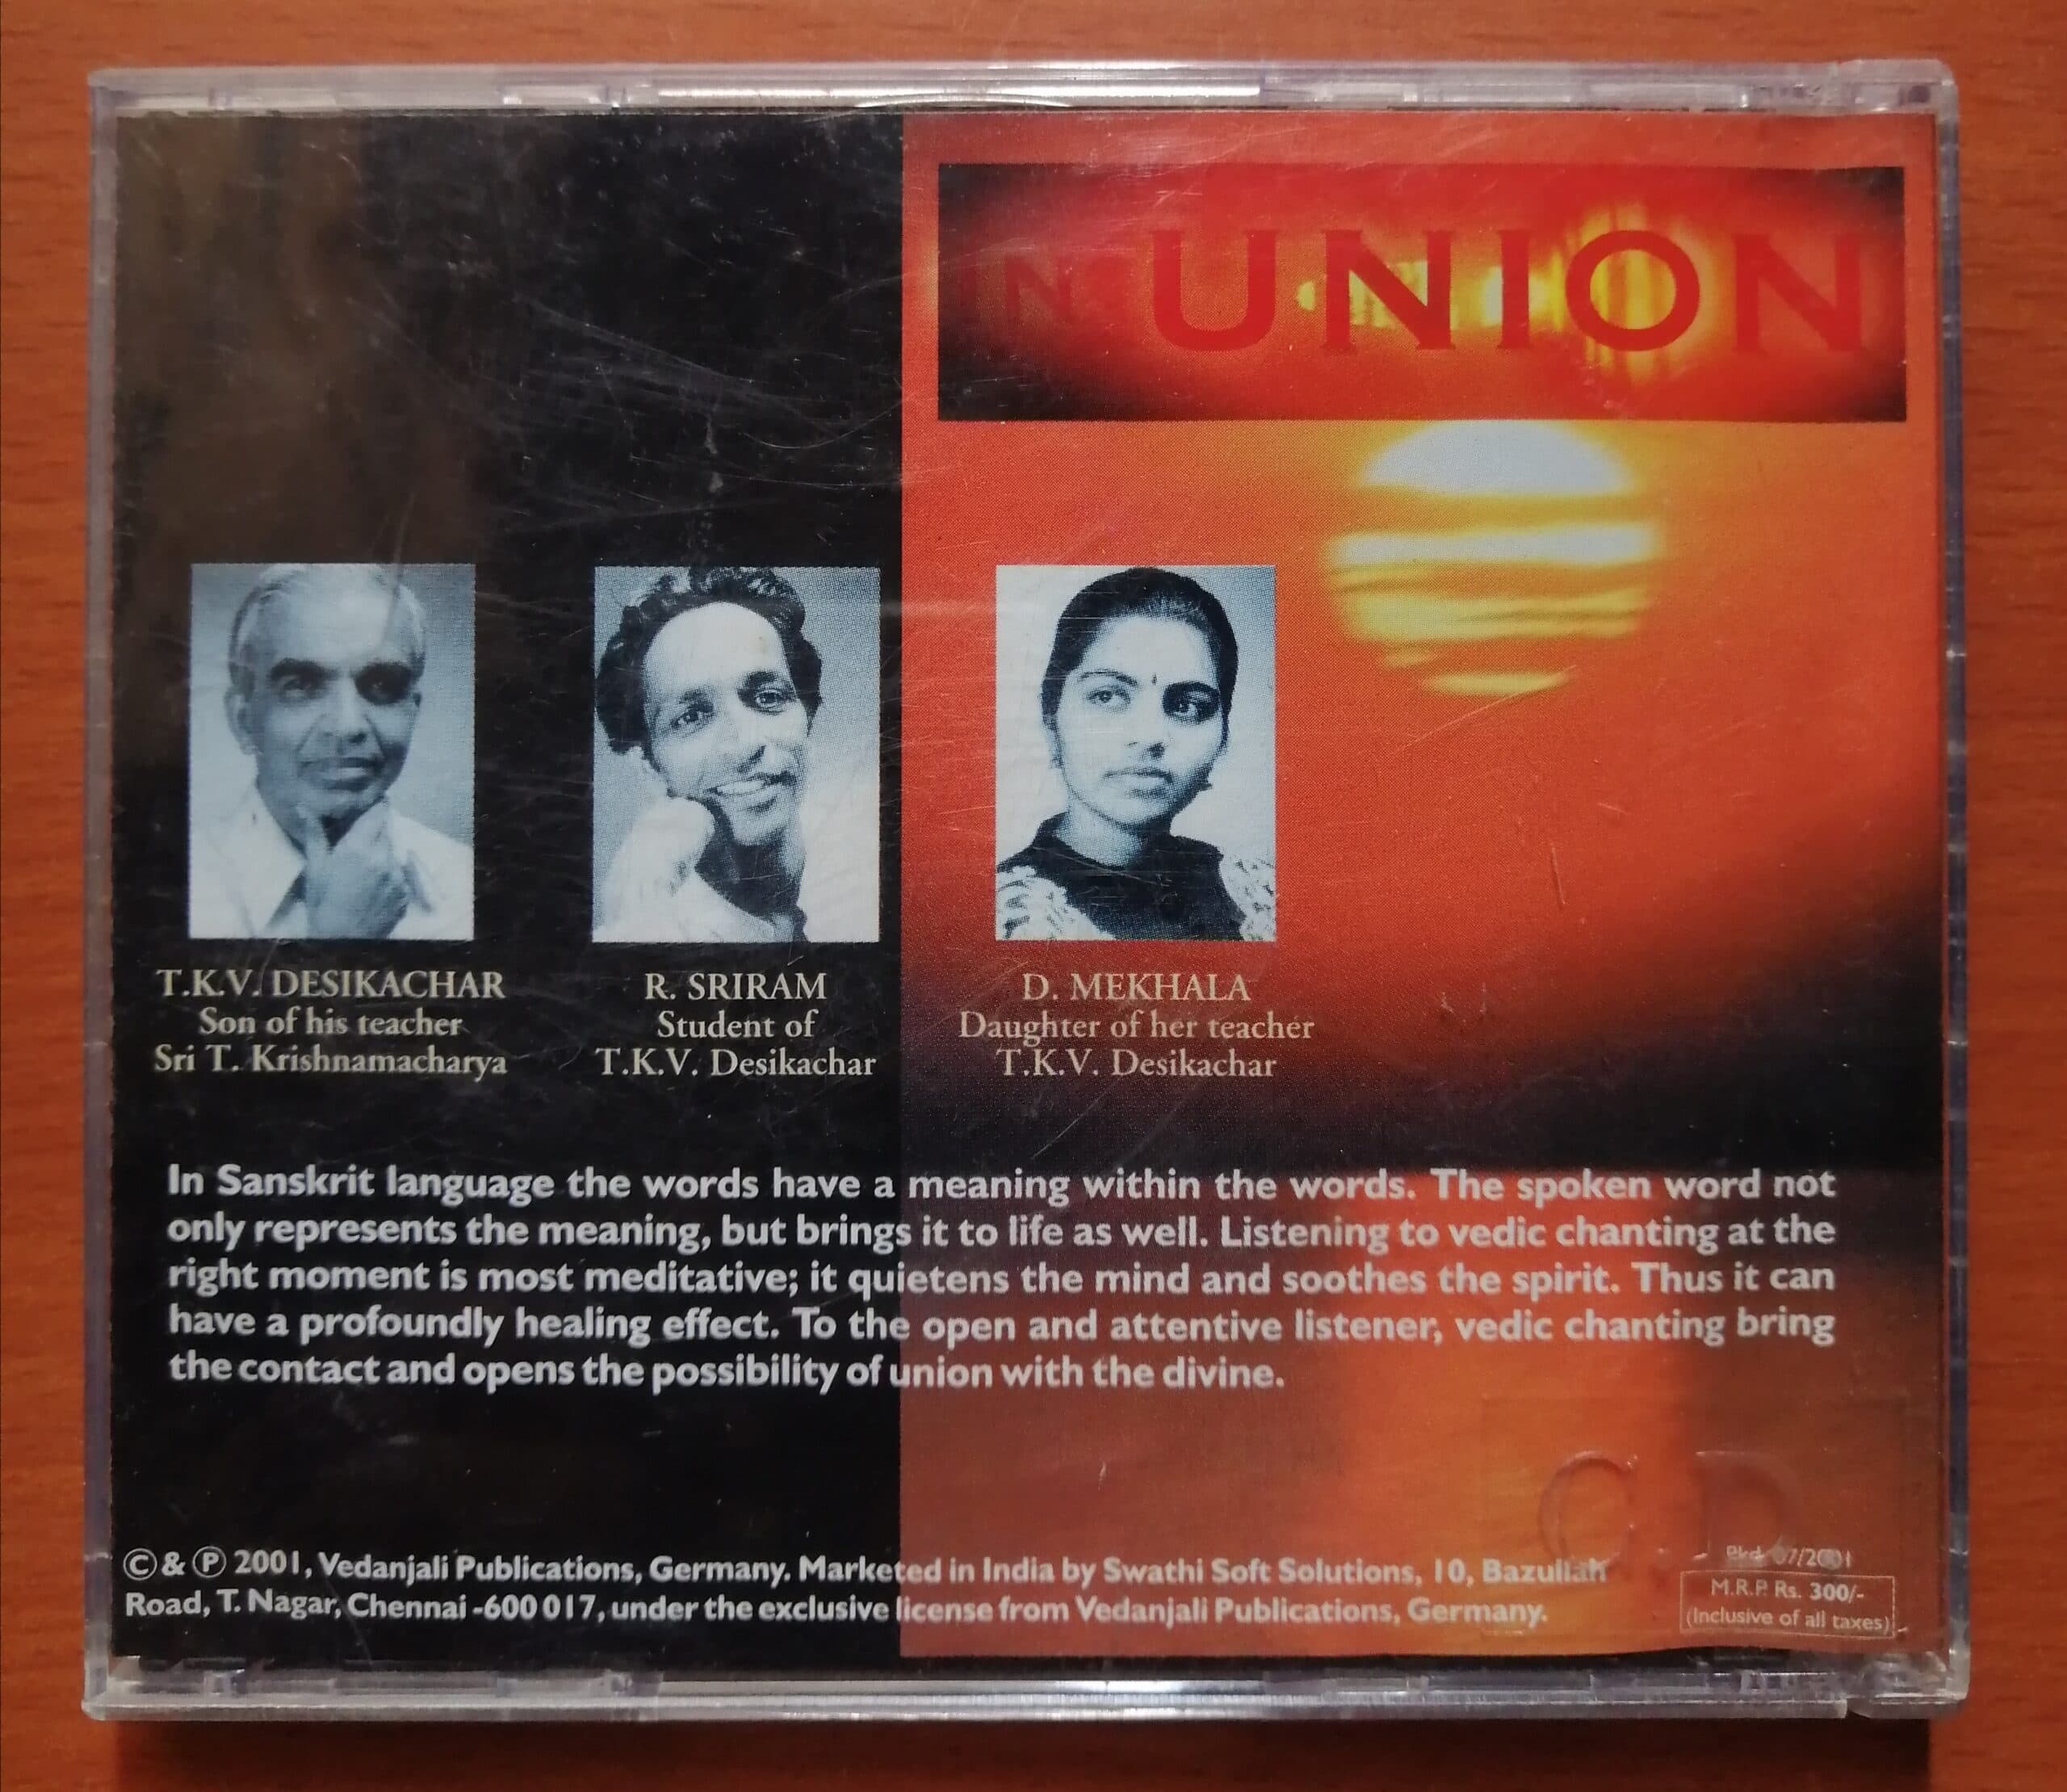 IN UNION
T.K.V. DESIKACHAR
Son of his teacher
Sri T. Krishnamacharya
R. SRIRAM
Student of
T.K.V. Desikachar
D. MEKHALA
Daughter of her teacher
T.K.V. Desikachar
In Sanskrit language the words have a meaning within the words. The spoken word not
only represents the meaning, but brings it to life as well. Listening to vedic chanting at the
right moment is most meditative; it quietens the mind and soothes the spirit. Thus it can
have a profoundly healing effect. To the open and attentive listener, vedic chanting bring
the contact and opens the possibility of union with the divine.
© & ℗ 2001, Vedanjali Publications, Germany. Marketed in India by Swathi Soft Solutions, 10, Bazullah
Road, T. Nagar, Chennai -600 017, under the exclusive license from Vedanjali Publications, Germany.
C.D
Pkd. 07/2001
M.R.P. Rs. 300/-
(Inclusive of all taxes)